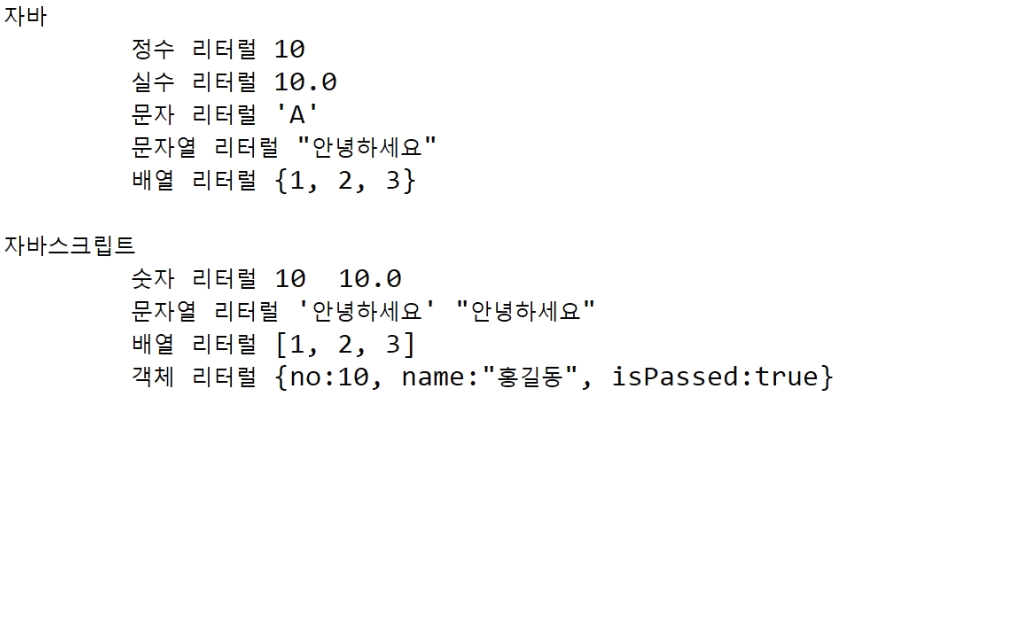 자바
정수 리터럴 10
실수 리터럴 10.0
문자 리터럴 'A'
문자열 리터럴 "안녕하세요"
배열 리터럴 {1, 2, 3}
자바스크립트
숫자 리터럴 10  10.0
문자열 리터럴 '안녕하세요' "안녕하세요"
배열 리터럴 [1, 2, 3]
객체 리터럴 {no:10, name:"홍길동", isPassed:true}